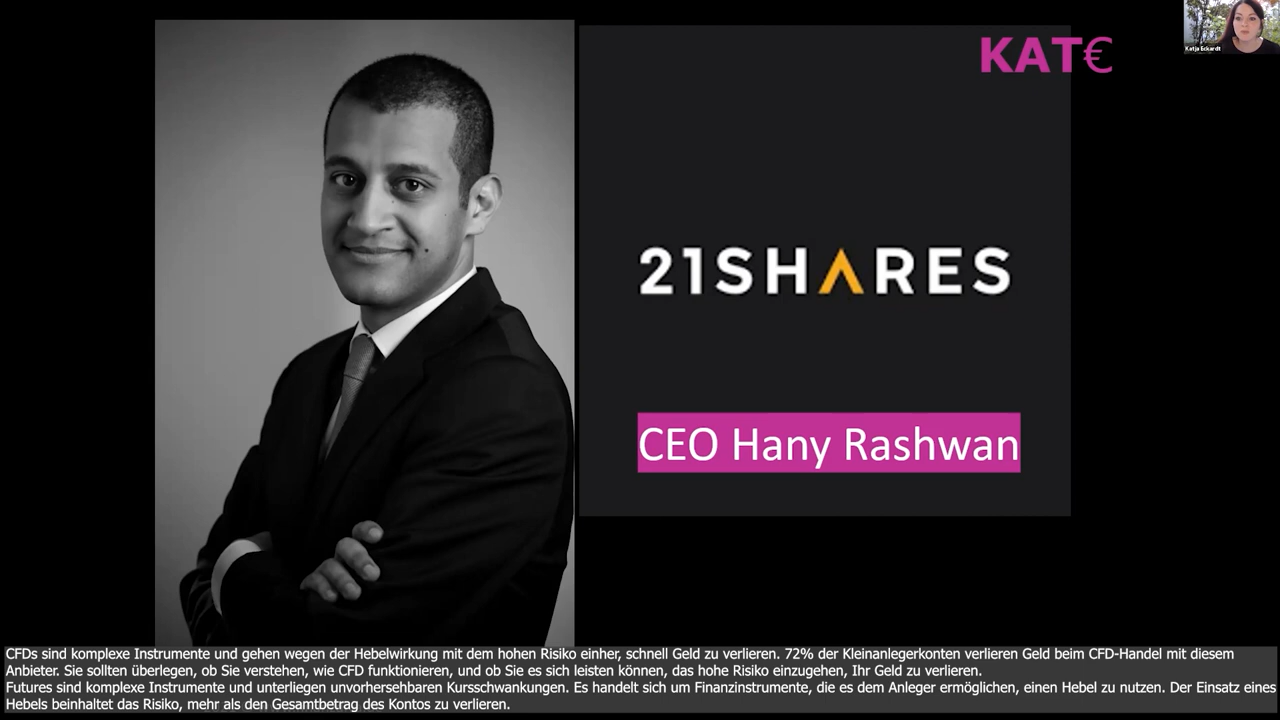 KAT€
Katja Eckardt
21SHARES
CEO Hany Rashwan
CFDs sind komplexe Instrumente und gehen wegen der Hebelwirkung mit dem hohen Risiko einher, schnell Geld zu verlieren. 72% der Kleinanlegerkonten verlieren Geld beim CFD-Handel mit diesem
Anbieter. Sie sollten überlegen, ob Sie verstehen, wie CFD funktionieren, und ob Sie es sich leisten können, das hohe Risiko einzugehen, Ihr Geld zu verlieren.
Futures sind komplexe Instrumente und unterliegen unvorhersehbaren Kursschwankungen. Es handelt sich um Finanzinstrumente, die es dem Anleger ermöglichen, einen Hebel zu nutzen. Der Einsatz eines
Hebels beinhaltet das Risiko, mehr als den Gesamtbetrag des Kontos zu verlieren.